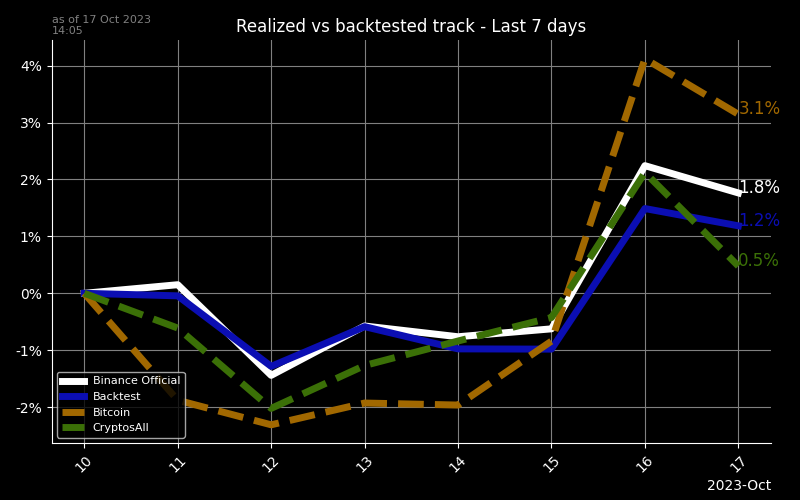 as of 17 Oct 2023
14:05
Realized vs backtested track - Last 7 days
4%
3%
2%
1%
0%
-1%
-2%
3.1%
1.8%
1.2%
0.5%
Binance Official
Backtest
Bitcoin
CryptosAll
10
11
12
13
14
15
16
17
2023-Oct